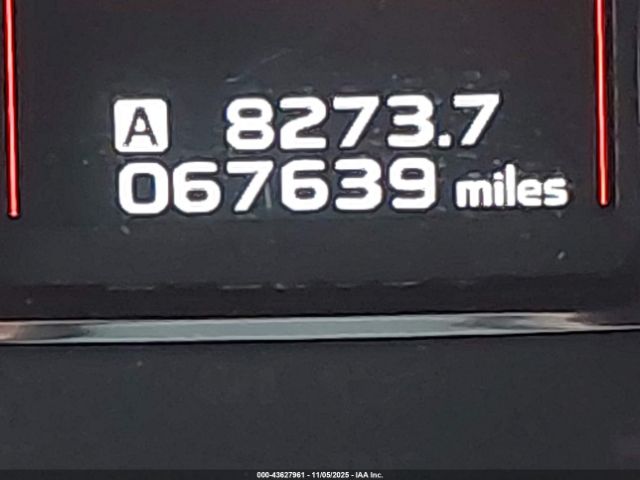 A 8273.7
067639 miles
000-43627961 - 11/05/2025 - IAA Inc.